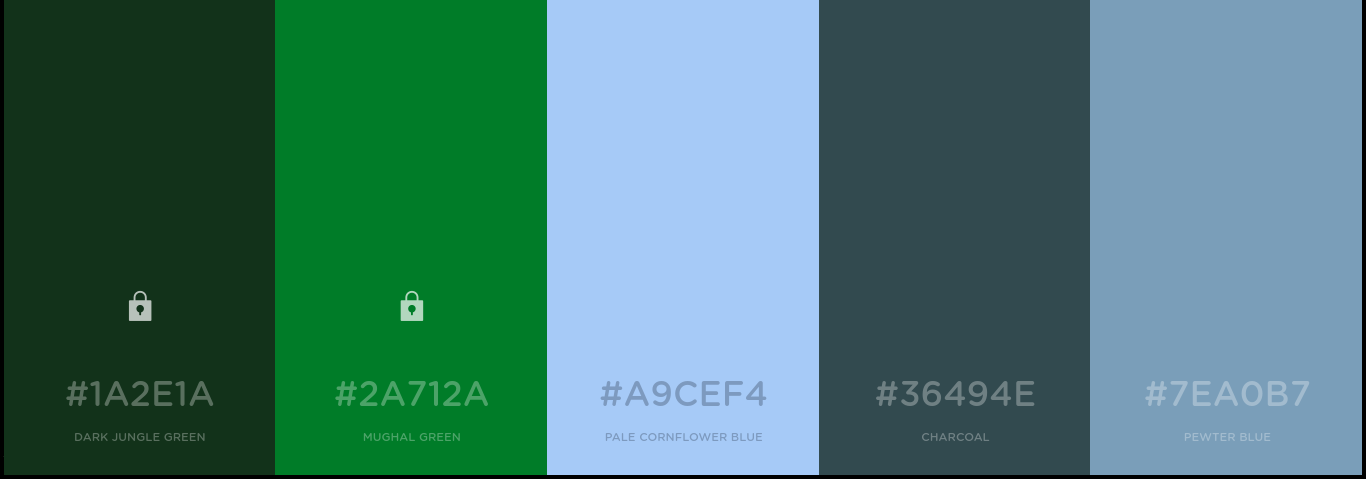 #1A2E1A
DARK JUNGLE GREEN
#2A712A
MUGHAL GREEN
#A9CEF4
PALE CORNFLOWER BLUE
#36494E
CHARCOAL
#7EA0B7
PEWTER BLUE